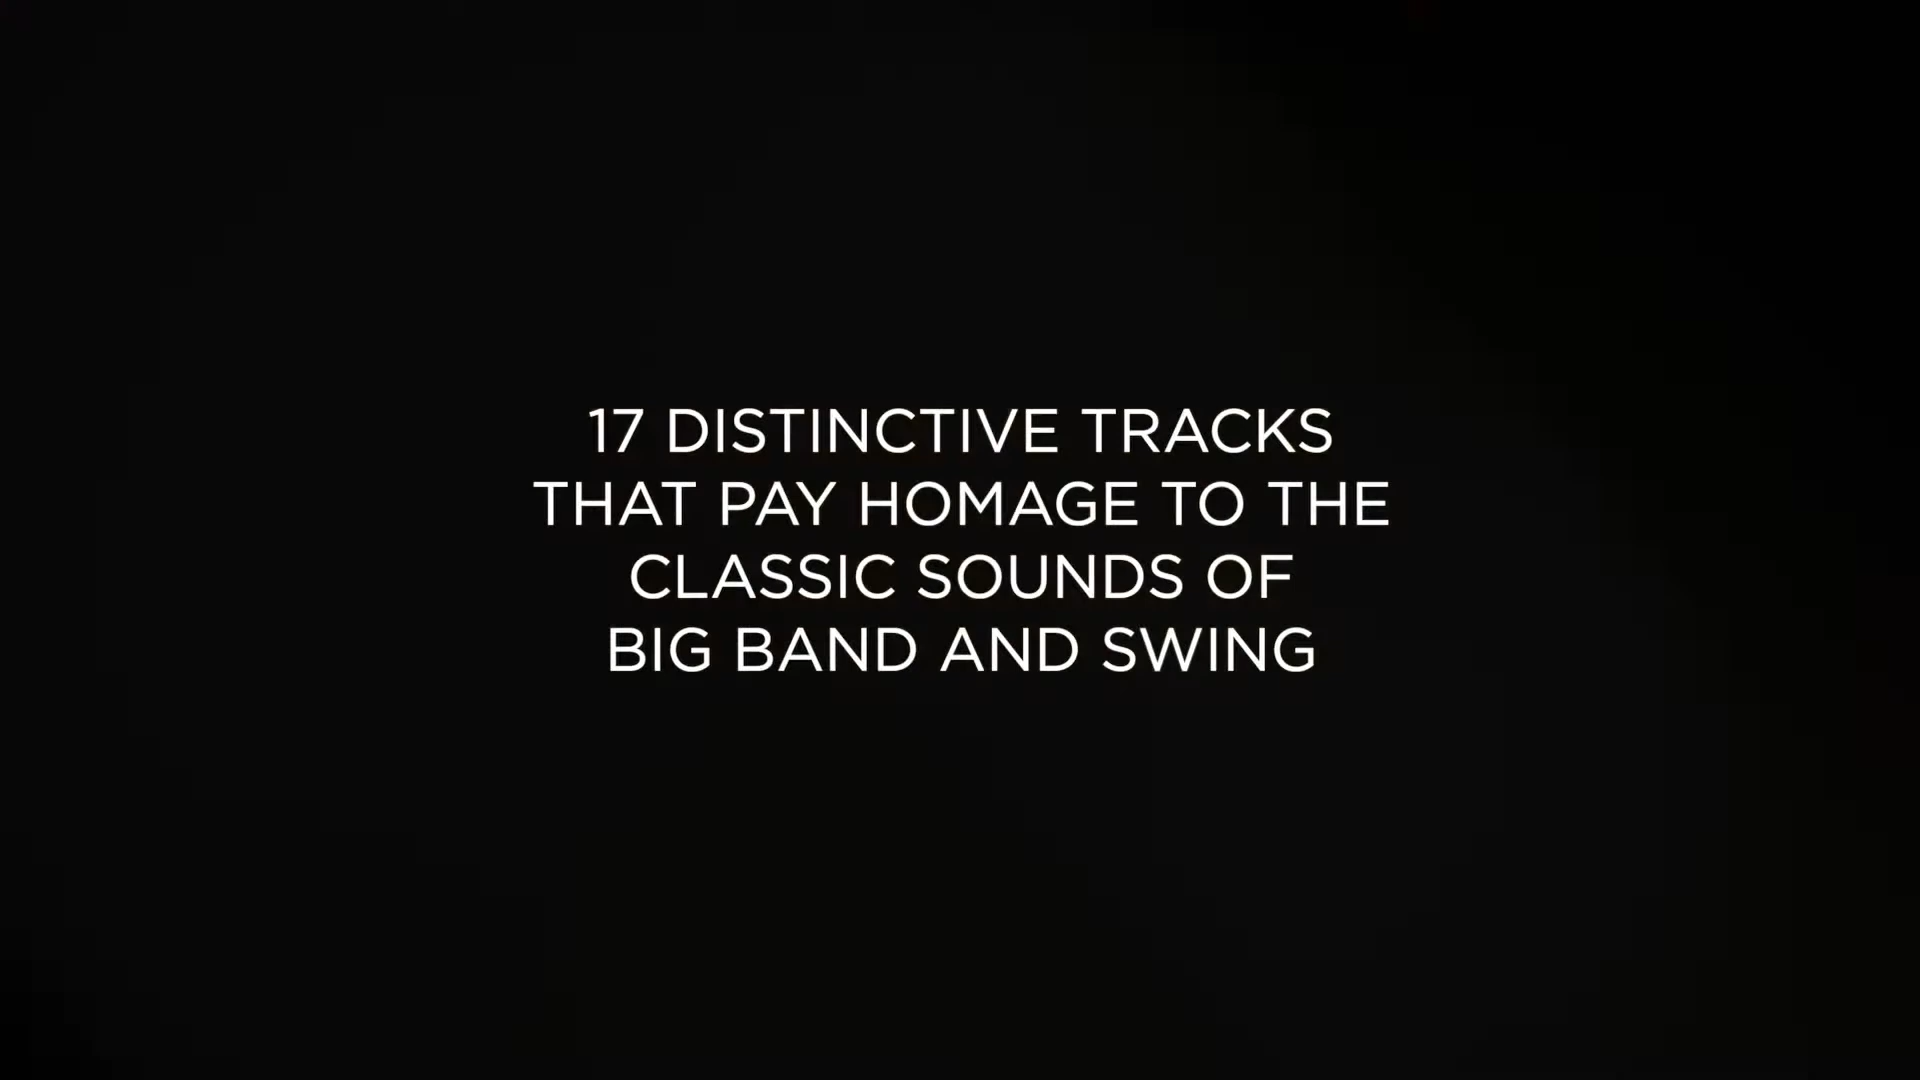 17 DISTINCTIVE TRACKS
THAT PAY HOMAGE TO THE
CLASSIC SOUNDS OF
BIG BAND AND SWING